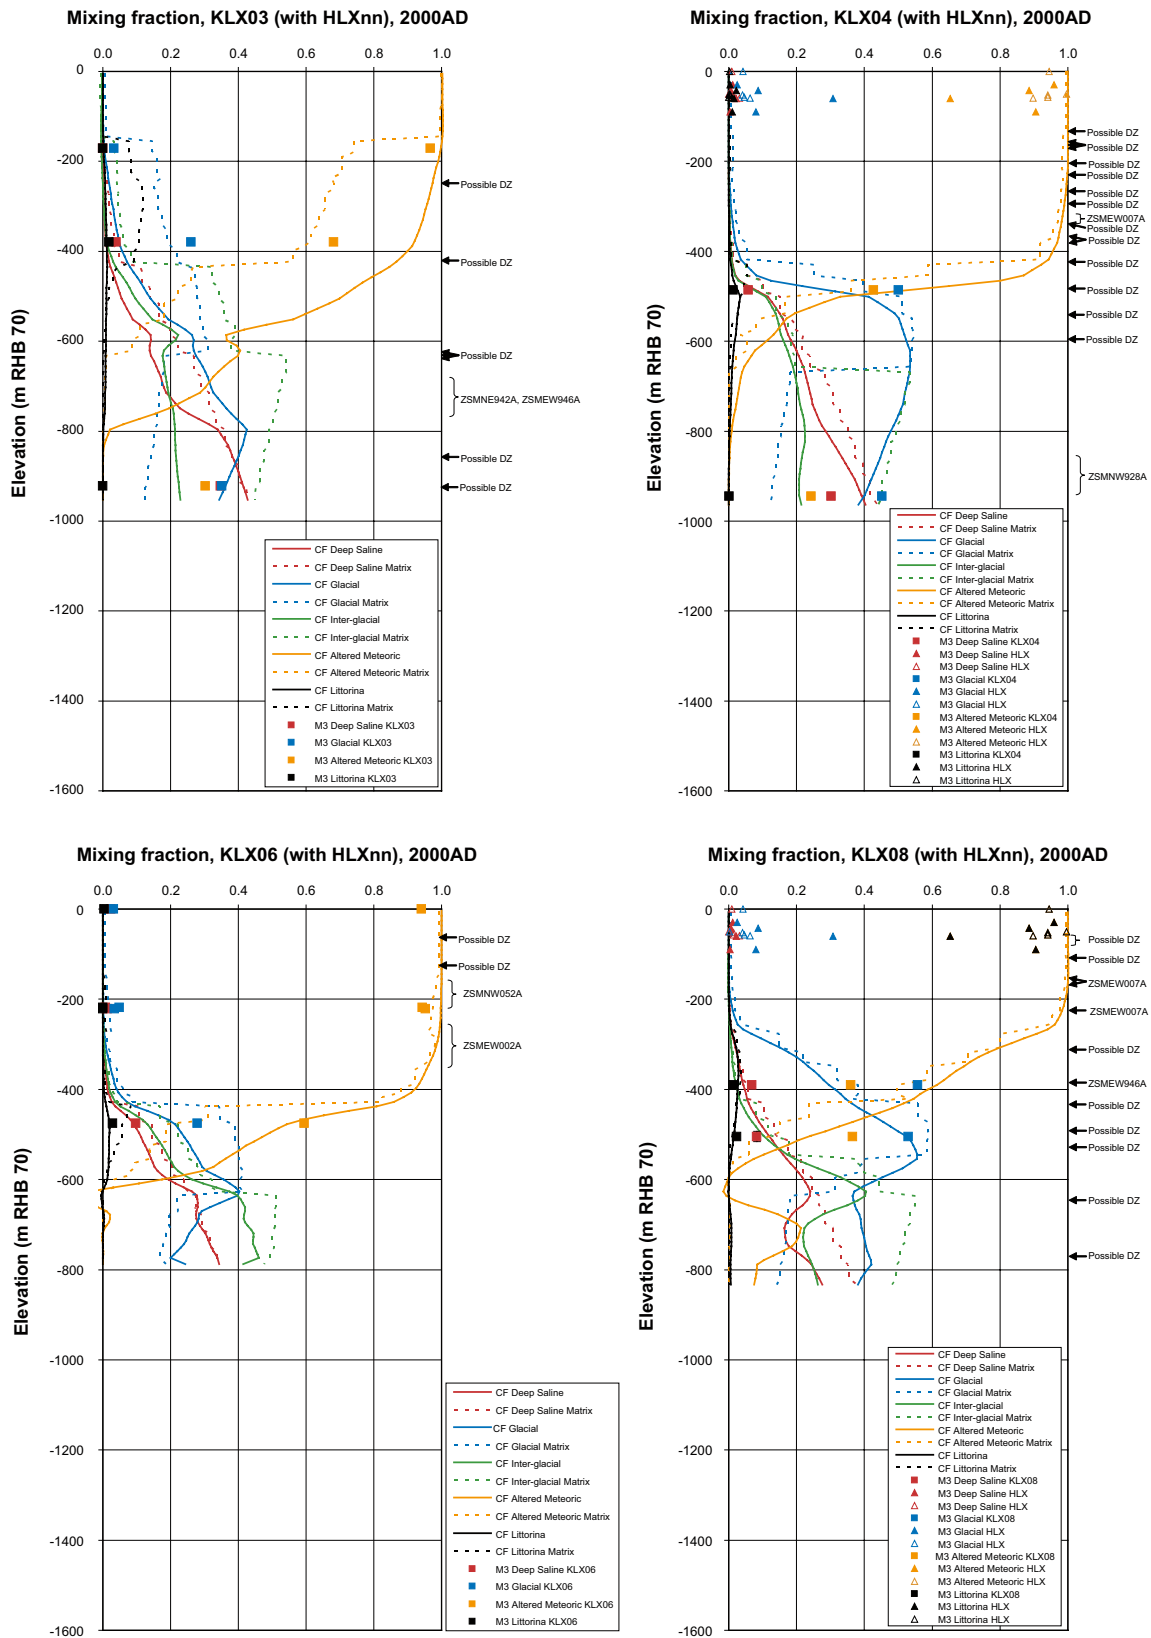 Mixing fraction, KLX03 (with HLXnn), 2000AD
0.0 0.2 0.4 0.6 0.8 1.0
0
-200
-400
-600
-800
-1000
-1200
-1400
-1600
Elevation (m RHB 70)
Possible DZ
Possible DZ
Possible DZ
ZSMNE942A, ZSMEW946A
Possible DZ
Possible DZ
CF Deep Saline
CF Deep Saline Matrix
CF Glacial
CF Glacial Matrix
CF Inter-glacial
CF Inter-glacial Matrix
CF Altered Meteoric
CF Altered Meteoric Matrix
CF Littorina
CF Littorina Matrix
M3 Deep Saline KLX03
M3 Glacial KLX03
M3 Altered Meteoric KLX03
M3 Littorina KLX03
Mixing fraction, KLX04 (with HLXnn), 2000AD
0.0 0.2 0.4 0.6 0.8 1.0
0
-200
-400
-600
-800
-1000
-1200
-1400
-1600
Elevation (m RHB 70)
Possible DZ
Possible DZ
Possible DZ
Possible DZ
Possible DZ
Possible DZ
ZSMEW007A
Possible DZ
Possible DZ
Possible DZ
Possible DZ
Possible DZ
Possible DZ
ZSMNW928A
CF Deep Saline
CF Deep Saline Matrix
CF Glacial
CF Glacial Matrix
CF Inter-glacial
CF Inter-glacial Matrix
CF Altered Meteoric
CF Altered Meteoric Matrix
CF Littorina
CF Littorina Matrix
M3 Deep Saline KLX04
M3 Deep Saline HLX
M3 Deep Saline HLX
M3 Glacial KLX04
M3 Glacial HLX
M3 Glacial HLX
M3 Altered Meteoric KLX04
M3 Altered Meteoric HLX
M3 Altered Meteoric HLX
M3 Littorina KLX04
M3 Littorina HLX
M3 Littorina HLX
Mixing fraction, KLX06 (with HLXnn), 2000AD
0.0 0.2 0.4 0.6 0.8 1.0
0
-200
-400
-600
-800
-1000
-1200
-1400
-1600
Elevation (m RHB 70)
Possible DZ
Possible DZ
ZSMNW052A
ZSMEW002A
CF Deep Saline
CF Deep Saline Matrix
CF Glacial
CF Glacial Matrix
CF Inter-glacial
CF Inter-glacial Matrix
CF Altered Meteoric
CF Altered Meteoric Matrix
CF Littorina
CF Littorina Matrix
M3 Deep Saline KLX06
M3 Glacial KLX06
M3 Altered Meteoric KLX06
M3 Littorina KLX06
Mixing fraction, KLX08 (with HLXnn), 2000AD
0.0 0.2 0.4 0.6 0.8 1.0
0
-200
-400
-600
-800
-1000
-1200
-1400
-1600
Elevation (m RHB 70)
Possible DZ
Possible DZ
ZSMEW007A
ZSMEW007A
Possible DZ
ZSMEW946A
Possible DZ
Possible DZ
Possible DZ
Possible DZ
Possible DZ
CF Deep Saline
CF Deep Saline Matrix
CF Glacial
CF Glacial Matrix
CF Inter-glacial
CF Inter-glacial Matrix
CF Altered Meteoric
CF Altered Meteoric Matrix
CF Littorina
CF Littorina Matrix
M3 Deep Saline KLX08
M3 Deep Saline HLX
M3 Deep Saline HLX
M3 Glacial KLX08
M3 Glacial HLX
M3 Glacial HLX
M3 Altered Meteoric KLX08
M3 Altered Meteoric HLX
M3 Altered Meteoric HLX
M3 Littorina KLX08
M3 Littorina HLX
M3 Littorina HLX